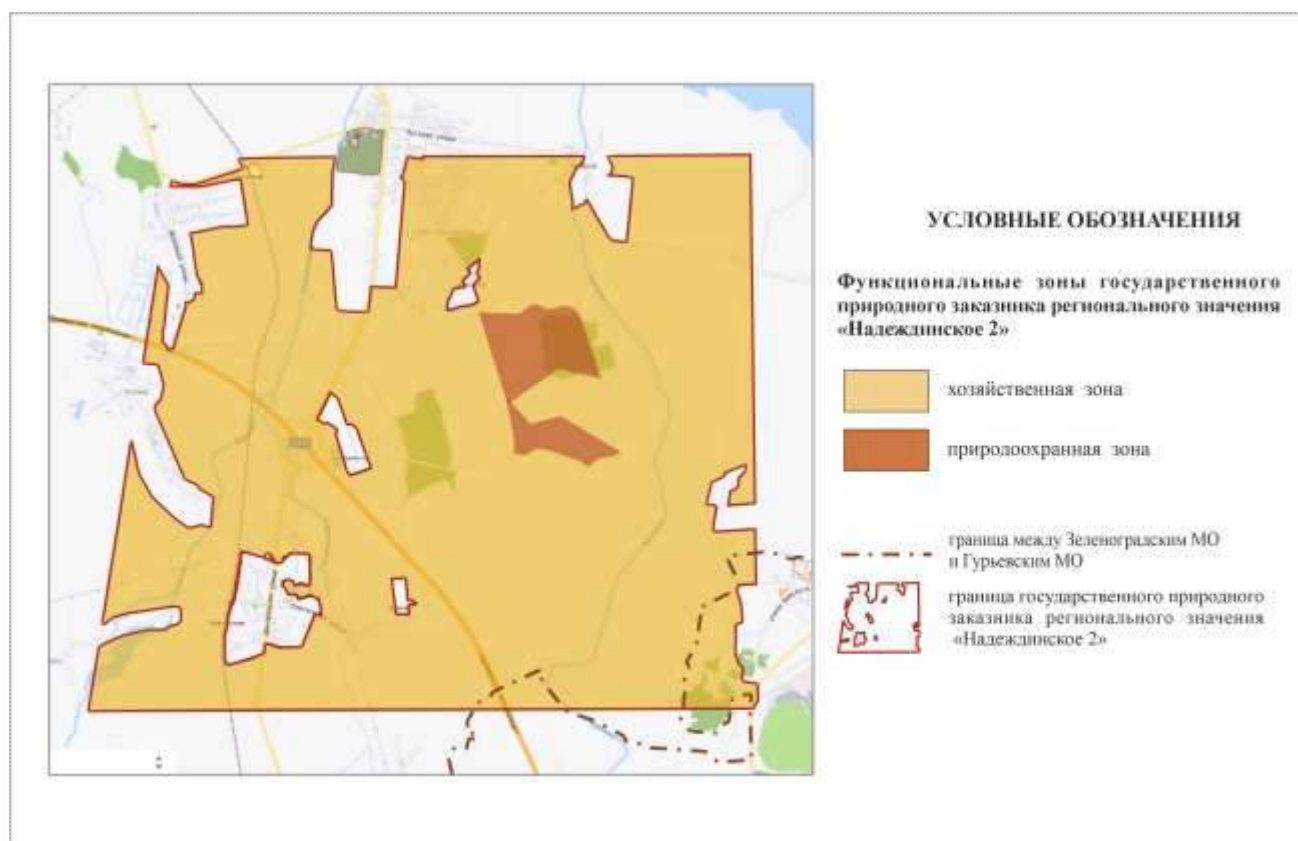 УСЛОВНЫЕ ОБОЗНАЧЕНИЯ
Функциональные зоны государственного
природного заказника регионального значения
«Надеждинское 2»
хозяйственная зона
природоохранная зона
граница между Зеленоградским МО
и Гурьевским МО
граница государственного природного
заказника регионального значения
«Надеждинское 2»